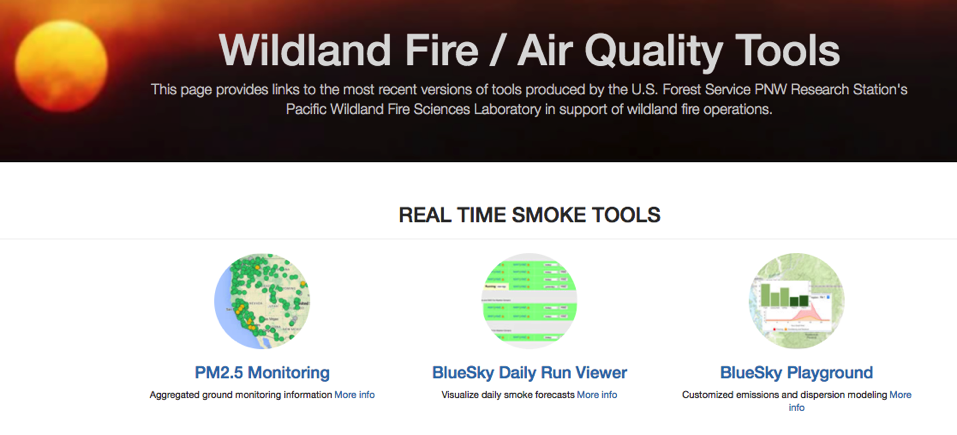 Wildland Fire / Air Quality Tools
This page provides links to the most recent versions of tools produced by the U.S. Forest Service PNW Research Station's
Pacific Wildland Fire Sciences Laboratory in support of wildland fire operations.
REAL TIME SMOKE TOOLS
PM2.5 Monitoring
Aggregated ground monitoring information More info
BlueSky Daily Run Viewer
Visualize daily smoke forecasts More info
BlueSky Playground
Customized emissions and dispersion modeling More
info